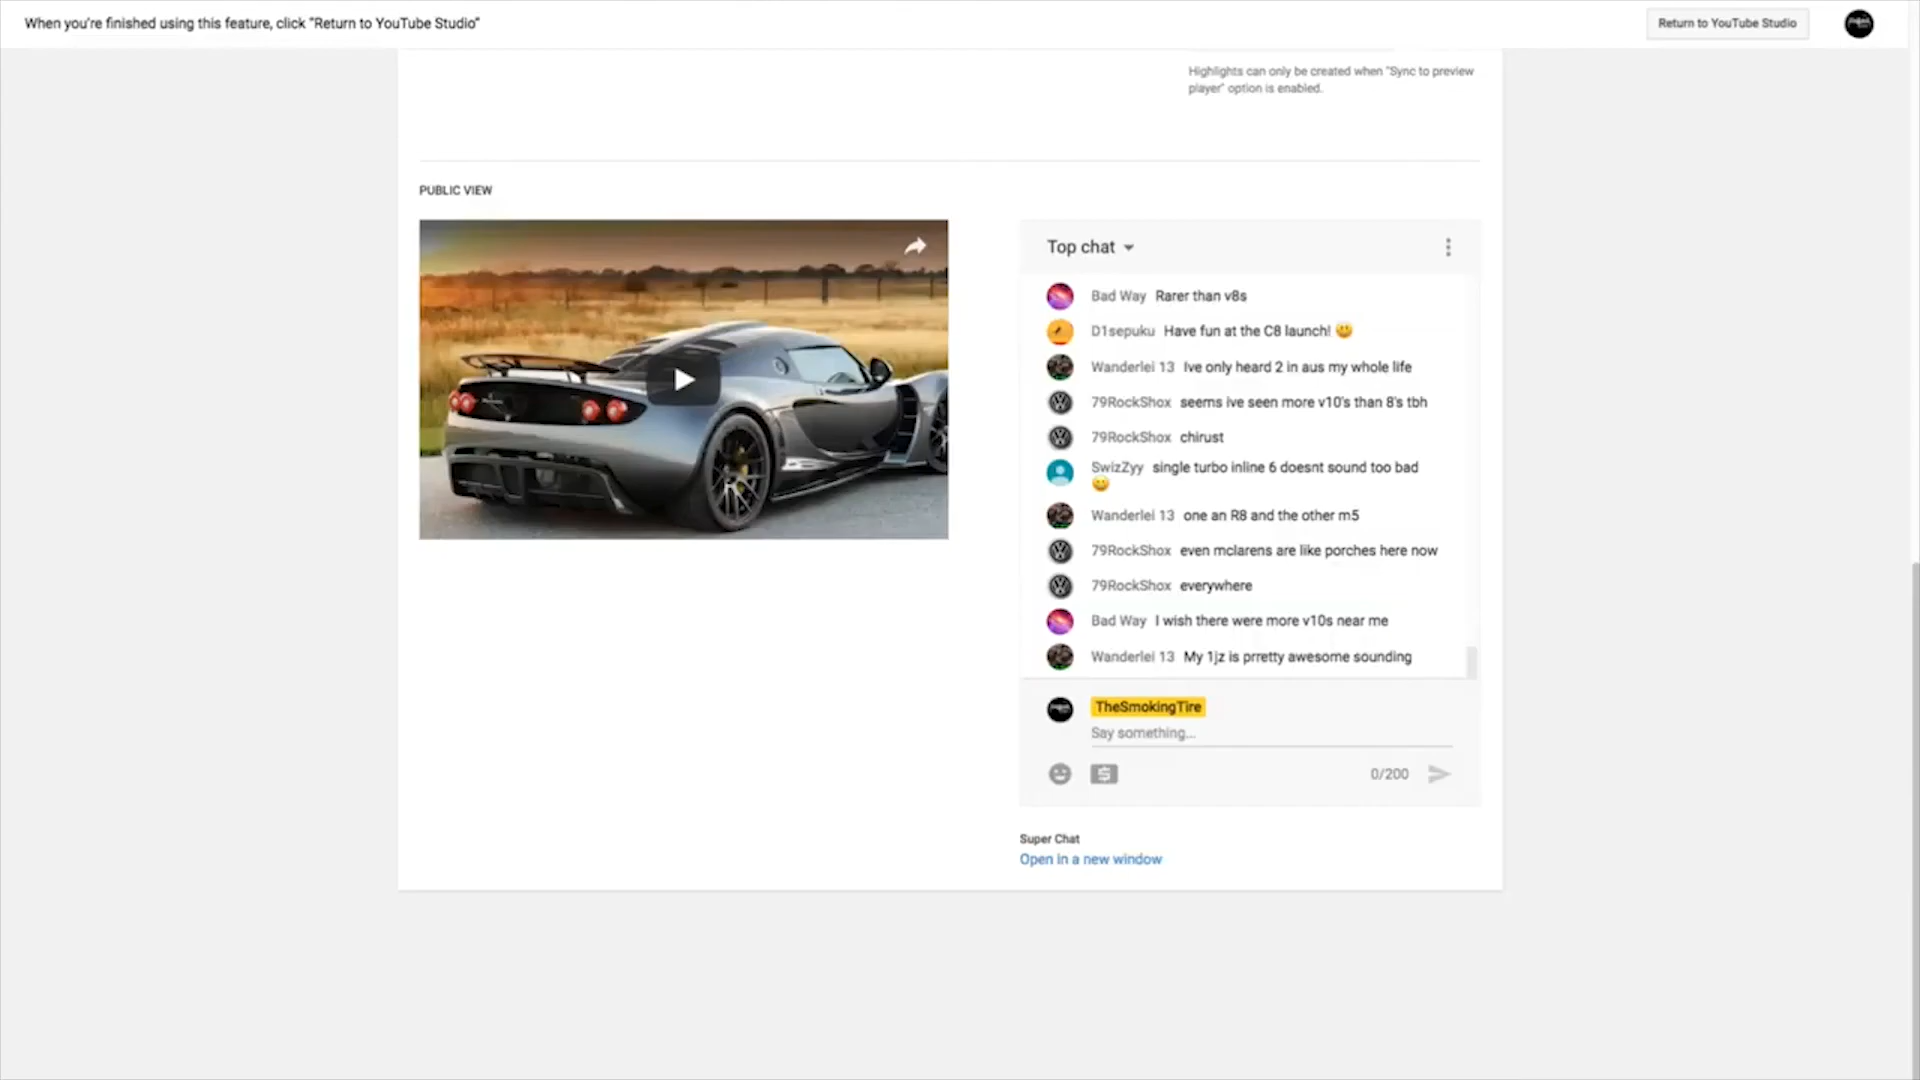 When you're finished using this feature, click "Return to YouTube Studio"
Return to YouTube Studio
Highlights can only be created when "Sync to preview
player" option is enabled.
PUBLIC VIEW
Top chat
Bad Way Rarer than v8s
D1sepuku Have fun at the C8 launch!
Wanderlei 13 Ive only heard 2 in aus my whole life
79RockShox seems ive seen more v10's than 8's tbh
79RockShox chirust
SwizZyy single turbo inline 6 doesnt sound too bad
Wanderlei 13 one an R8 and the other m5
79RockShox even mclarens are like porches here now
79RockShox everywhere
Bad Way I wish there were more v10s near me
Wanderlei 13 My 1jz is prretty awesome sounding
TheSmokingTire
Say something...
0/200
Super Chat
Open in a new window